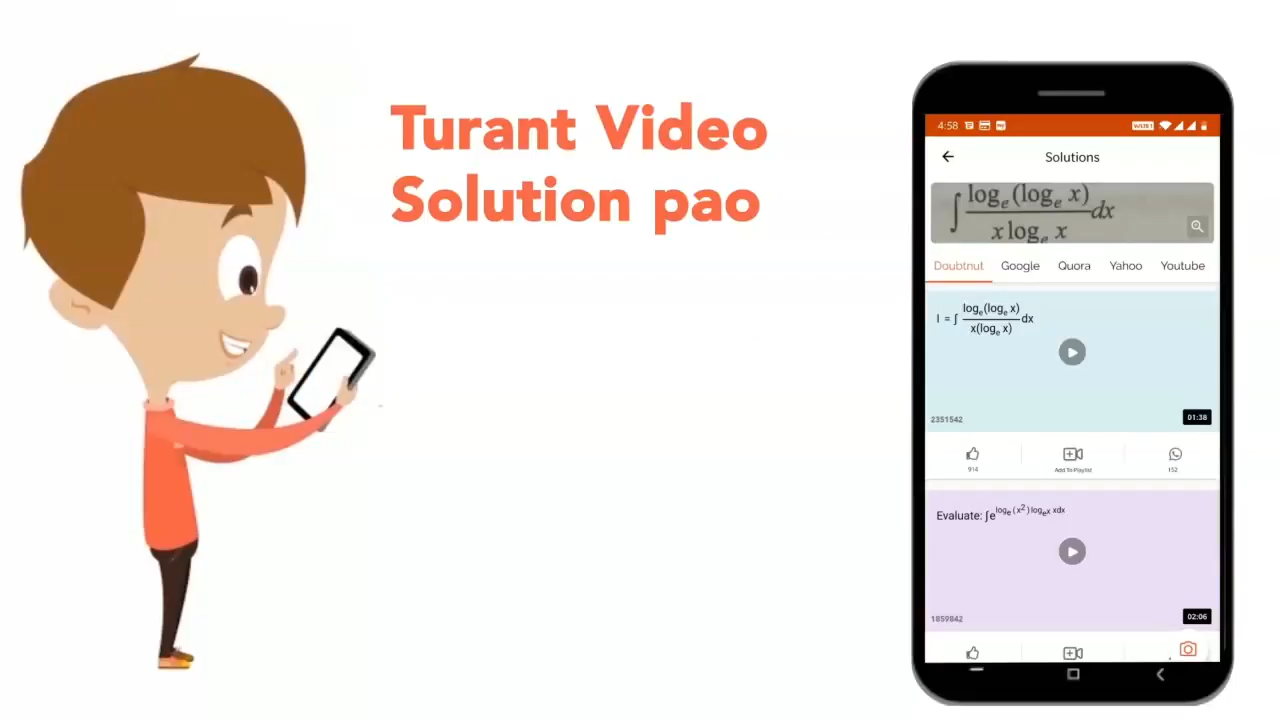 Turant Video
Solution pao
4:58
Solutions
∫ logₑ(logₑ x) / x logₑ x dx
Doubtnut Google Quora Yahoo Youtube
I = ∫ logₑ(logₑ x) / x(logₑ x) dx
2351542 01:38
914 Add To Playlist 152
Evaluate: ∫e^logₑ(x²)logₑx xdx
1859842 02:06